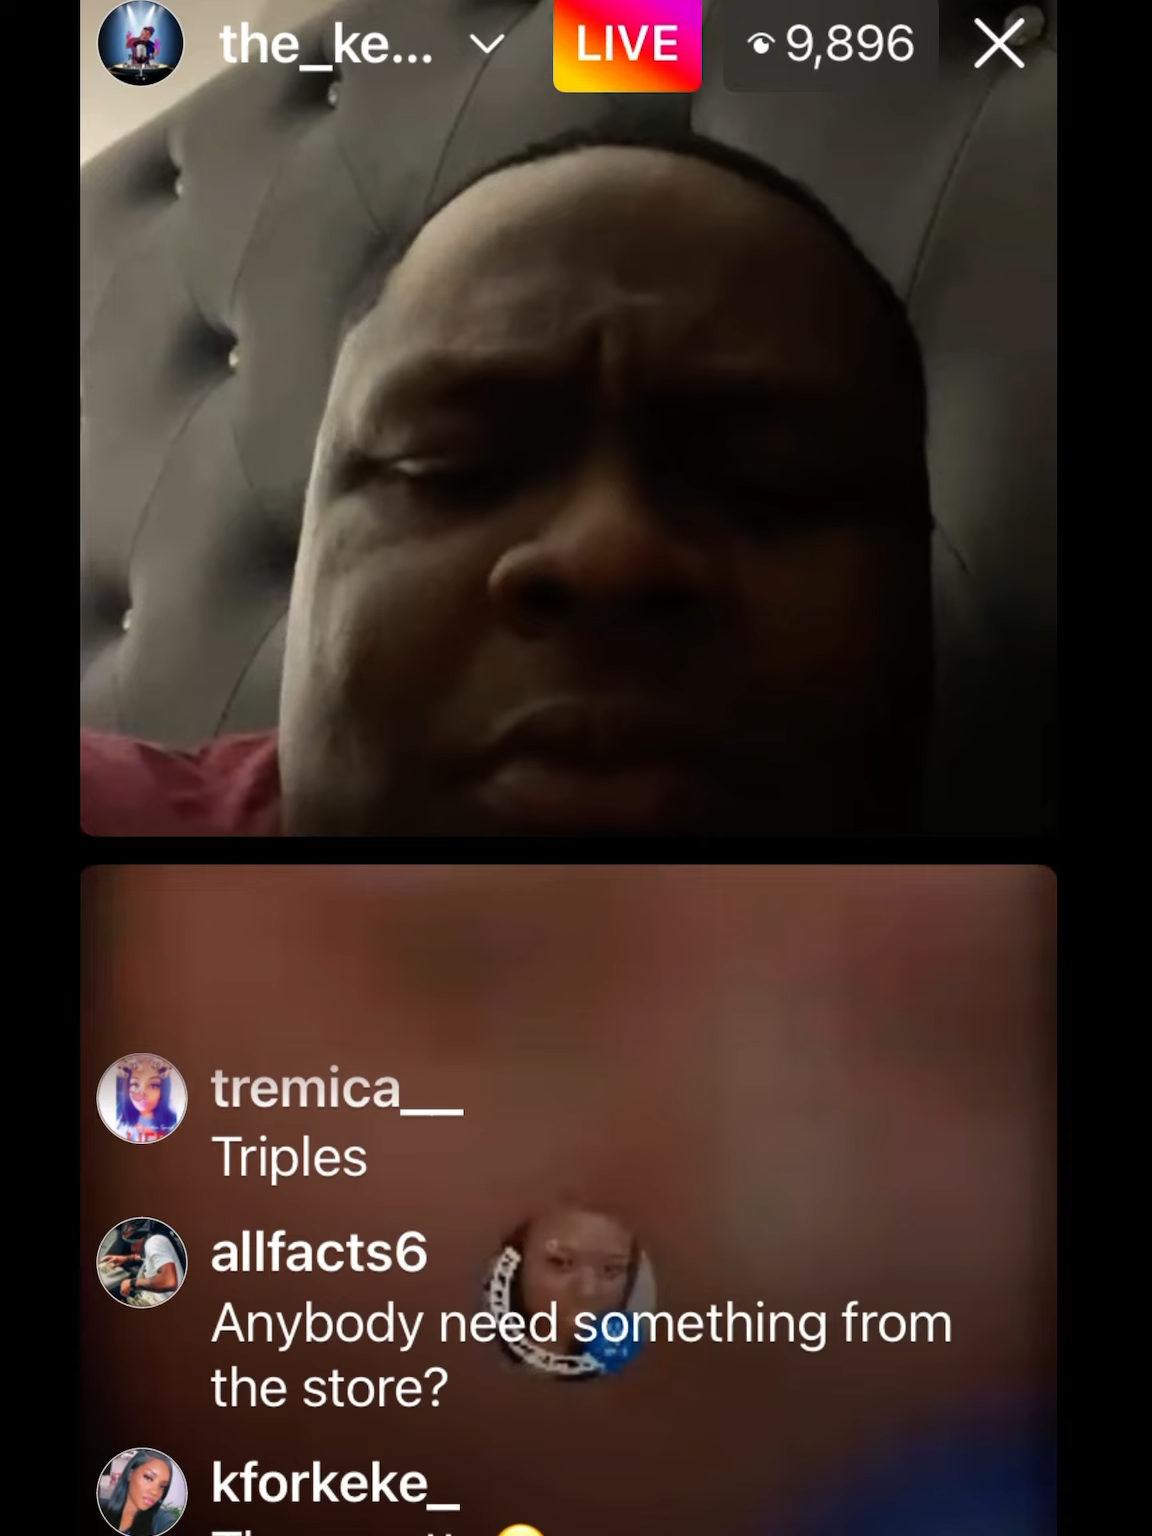 the_ke...
LIVE
9,896
tremica__
Triples
allfacts6
Anybody need something from
the store?
kforkeke_